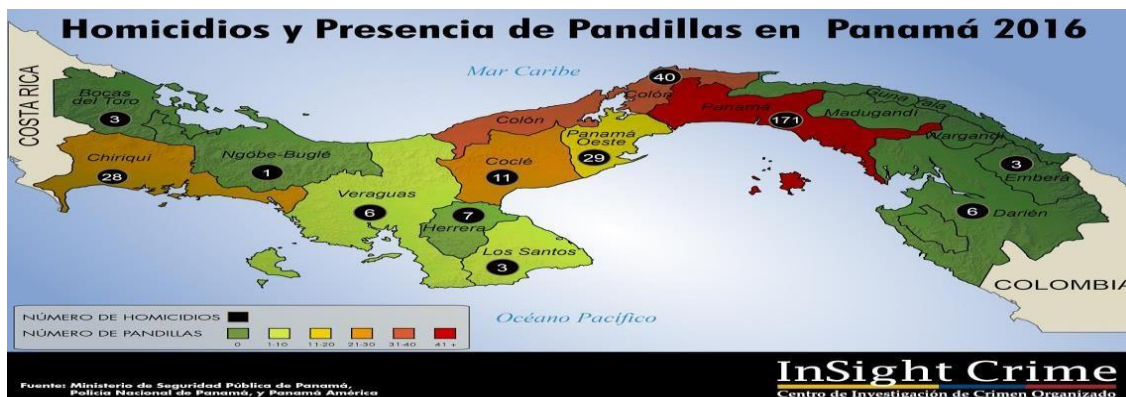 Homicidios y Presencia de Pandillas en Panamá 2016
COSTA RICA
Mar Caribe
Bocas
del Toro
3
Chiriquí
28
Ngöbe-Buglé
1
Veraguas
6
7
Herrera
Los Santos
3
Coclé
11
Colón
Colón
40
Panamá
Oeste
29
Panamá
171
Guna Yala
Madugandí
Wargandí
3
Emberá
6
Darién
COLOMBIA
Océano Pacífico
NÚMERO DE HOMICIDIOS
NÚMERO DE PANDILLAS
0 1-10 11-20 21-30 31-40 41 +
Fuente: Ministerio de Seguridad Pública de Panamá,
Policía Nacional de Panamá, y Panamá América
InSight Crime
Centro de Investigación de Crimen Organizado